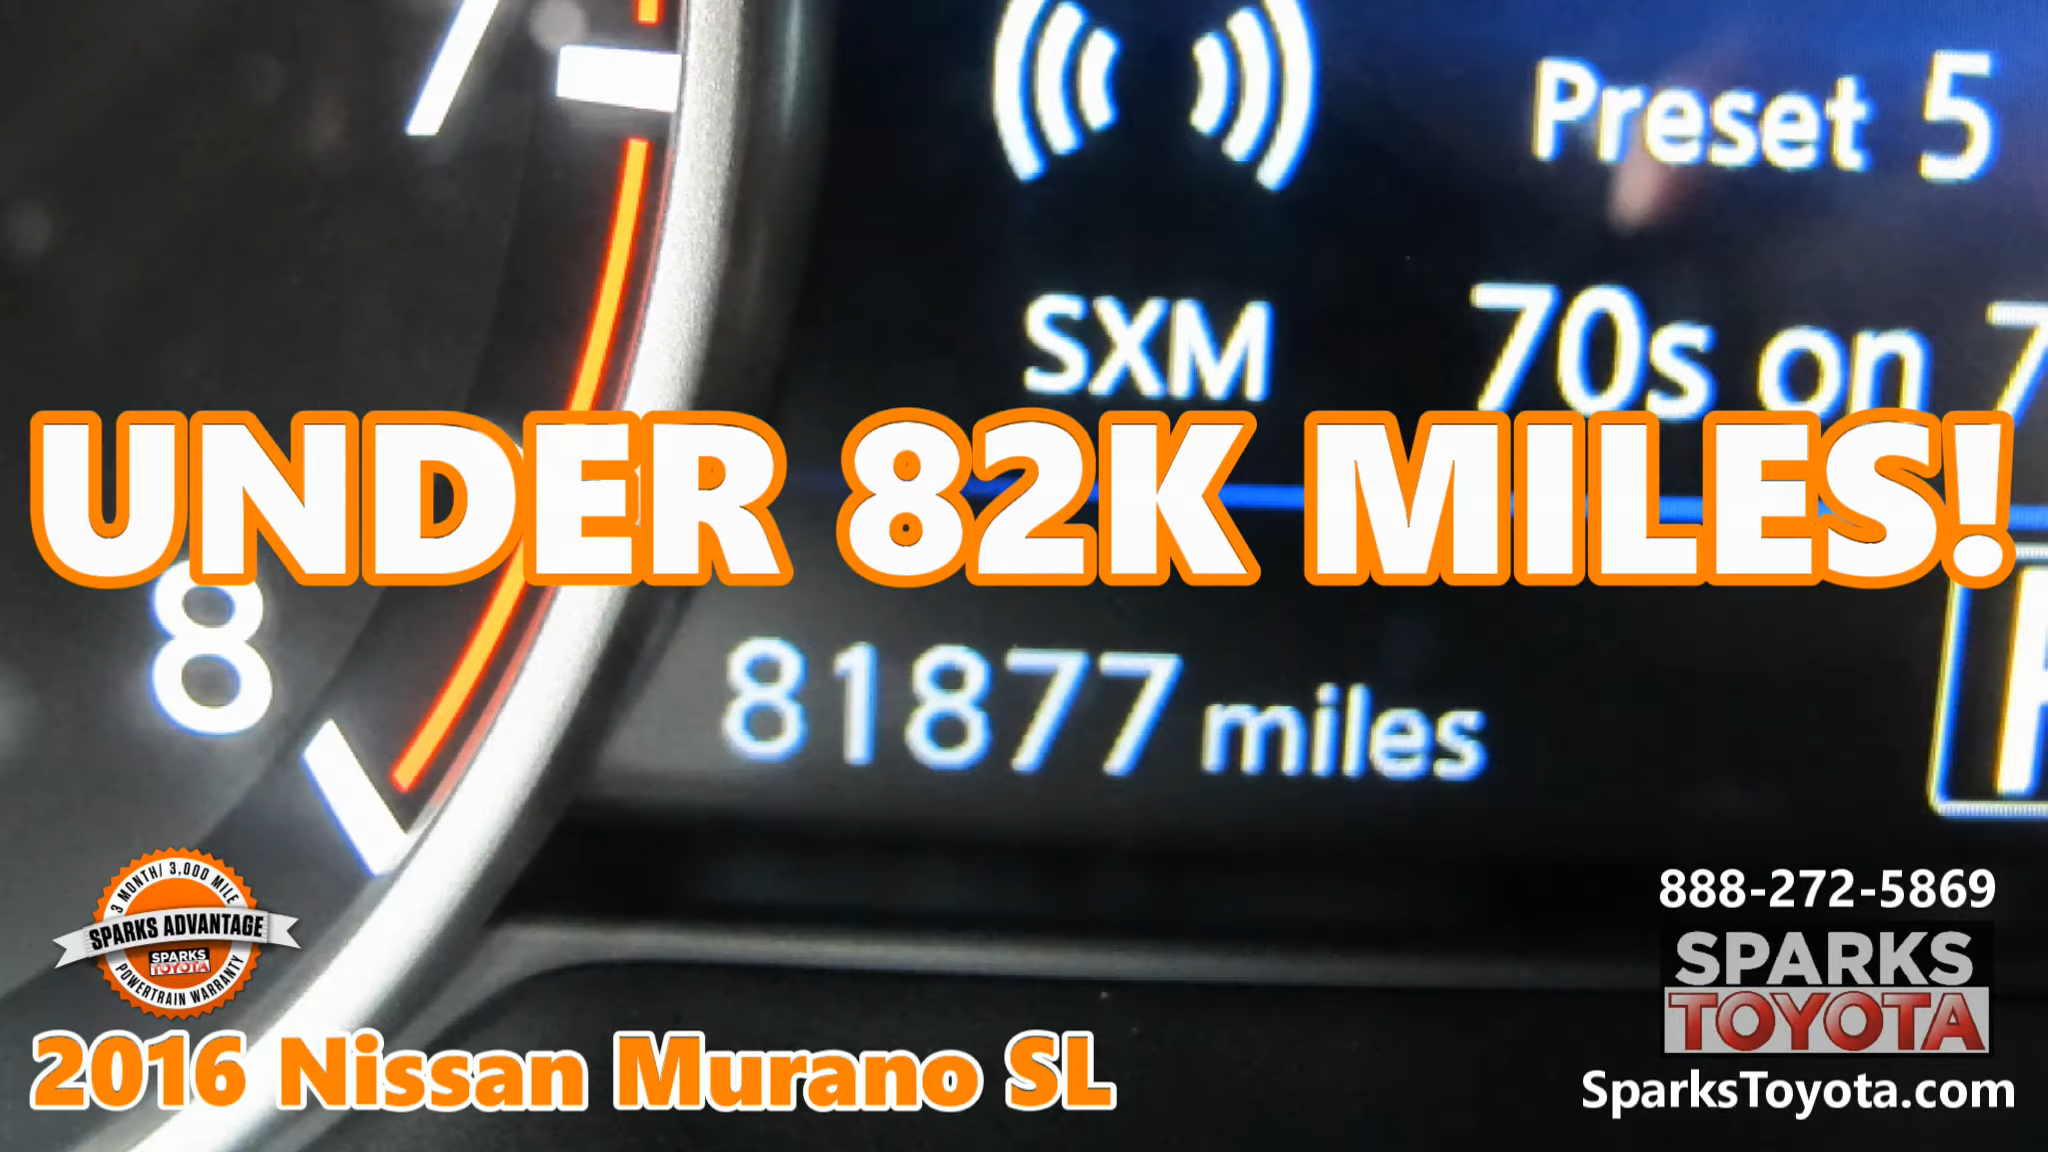 7
Preset 5
SXM
70s on 7
UNDER 82K MILES!
8
81877 miles
3 MONTH/ 3,000 MILE
SPARKS ADVANTAGE
SPARKS
TOYOTA
POWERTRAIN WARRANTY
888-272-5869
SPARKS
TOYOTA
2016 Nissan Murano SL
SparksToyota.com